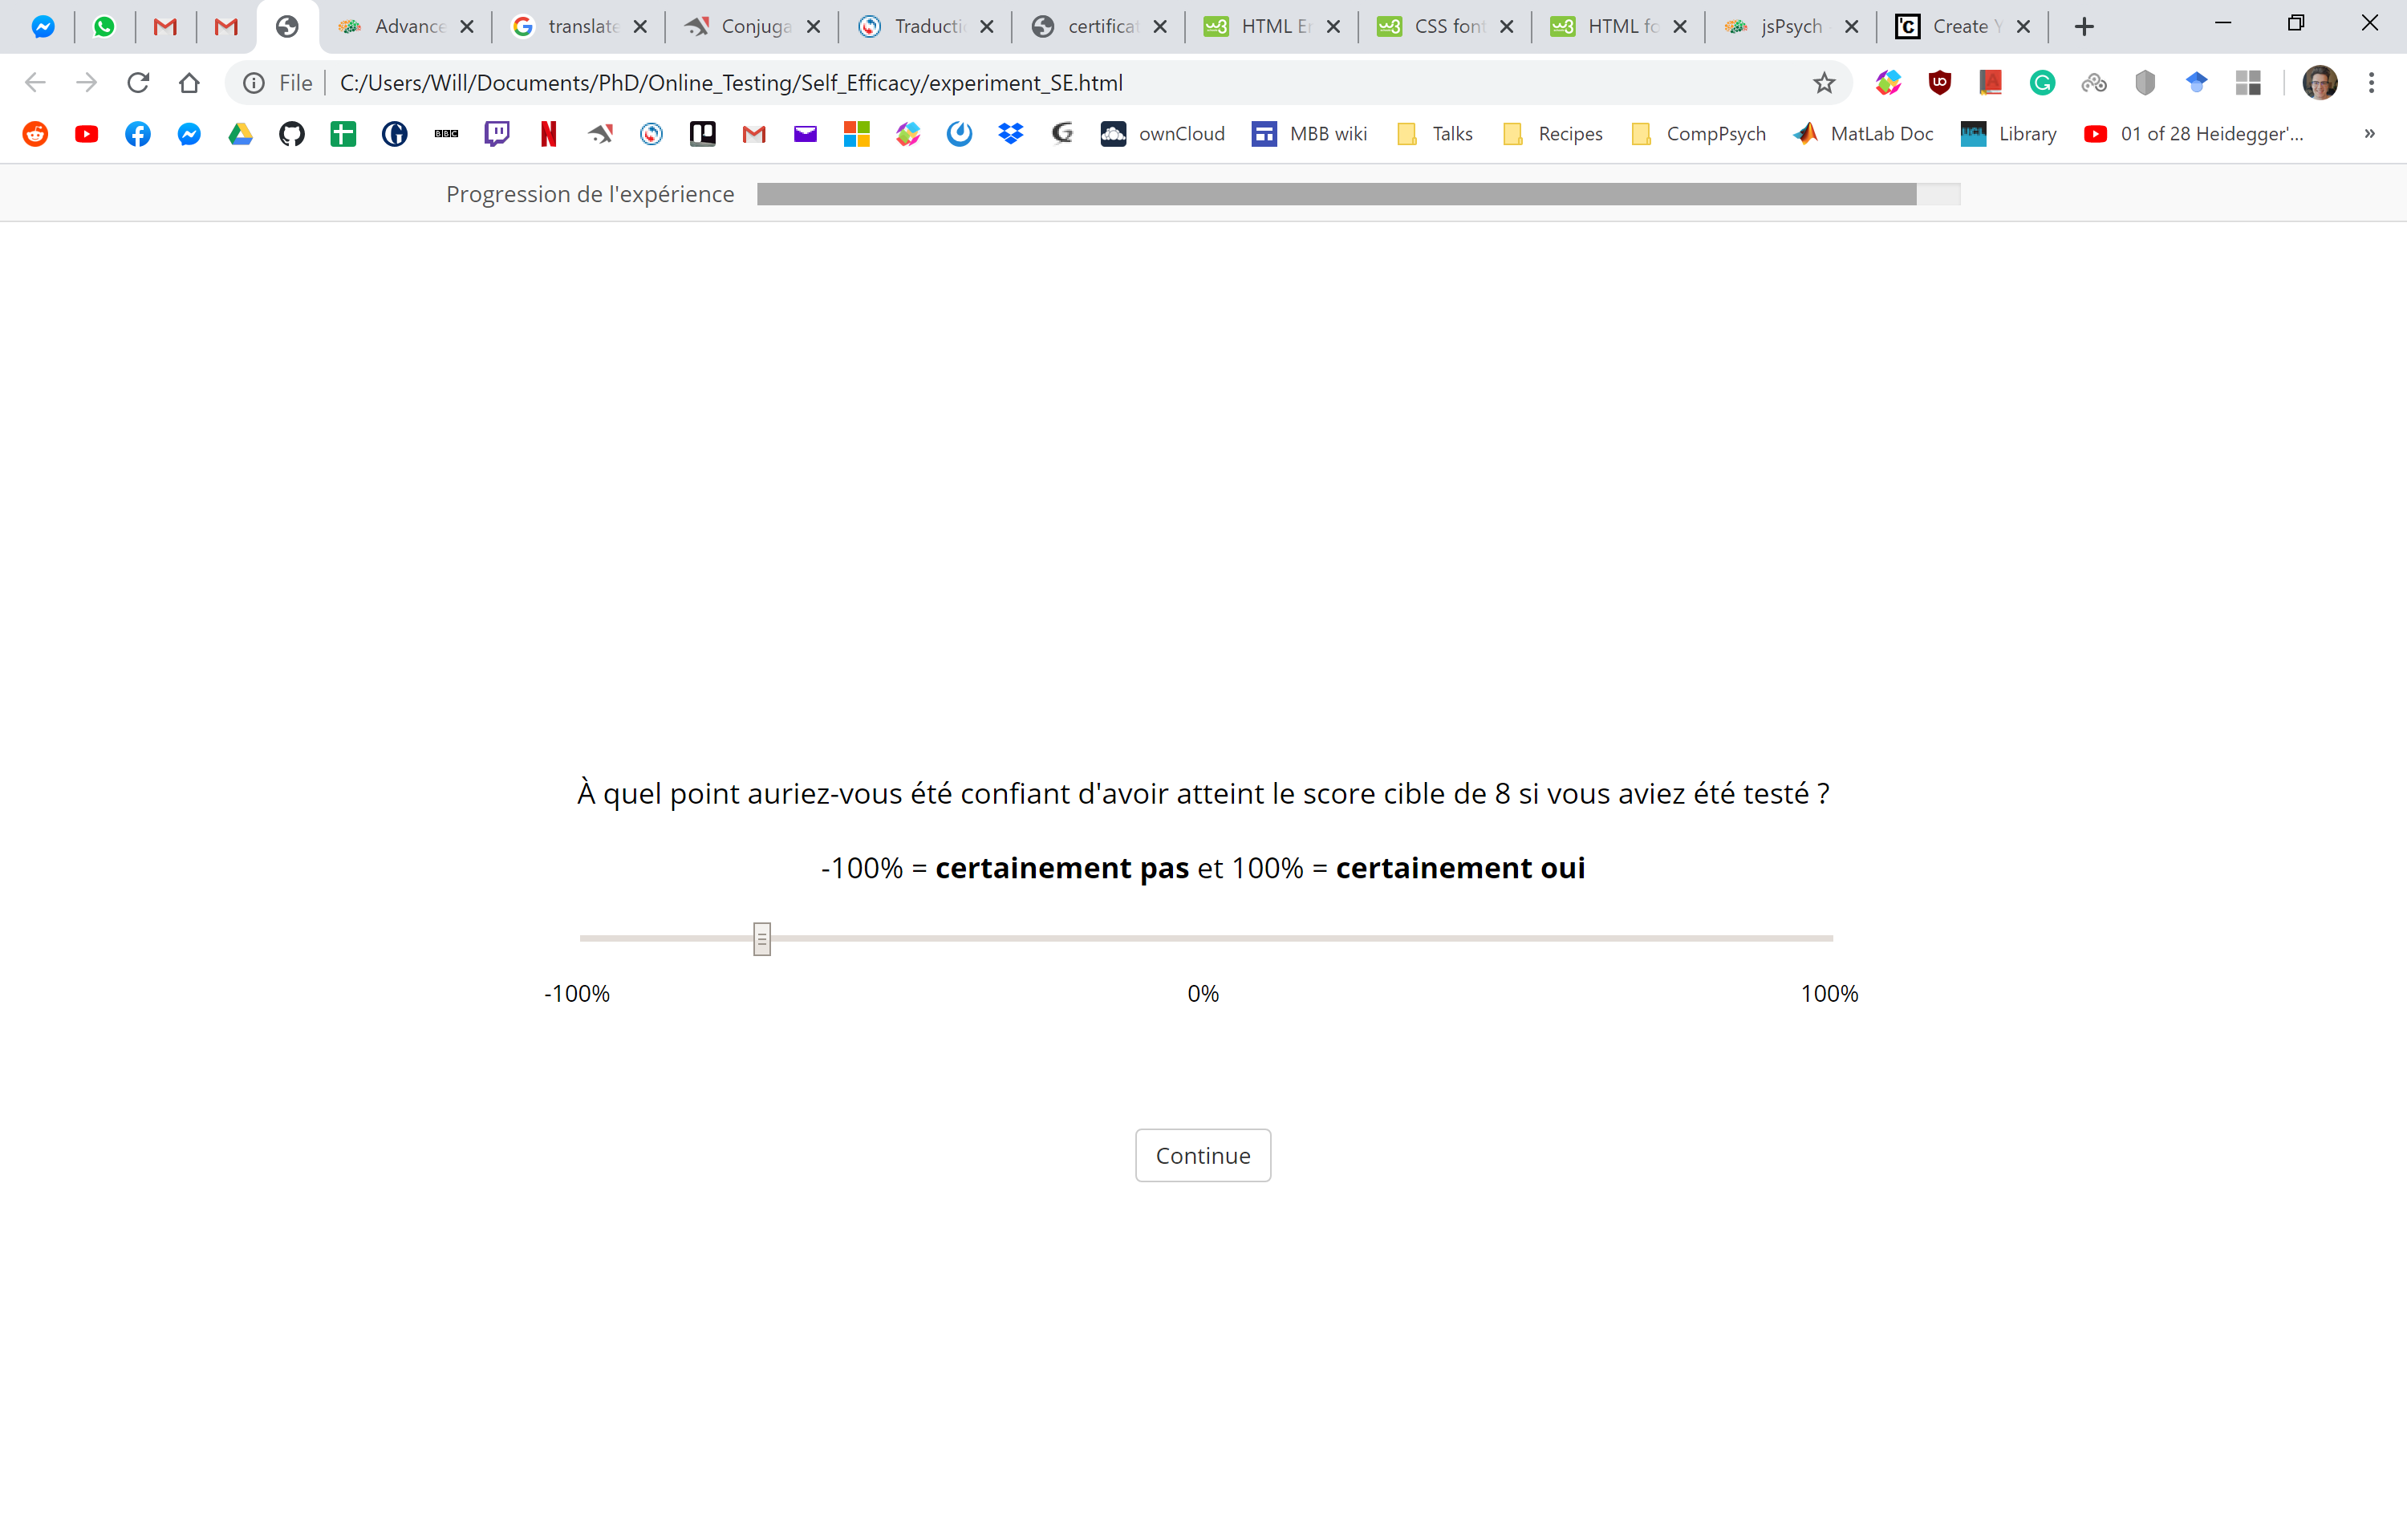 Advance
translate
Conjuga
Traductio
certificat
HTML E
CSS font
HTML fo
jsPsych
Create Y
File C:/Users/Will/Documents/PhD/Online_Testing/Self_Efficacy/experiment_SE.html
BBC
ownCloud
MBB wiki
Talks
Recipes
CompPsych
MatLab Doc
UCL
Library
01 of 28 Heidegger'...
»
Progression de l'expérience
À quel point auriez-vous été confiant d'avoir atteint le score cible de 8 si vous aviez été testé ?
-100% = certainement pas et 100% = certainement oui
-100% 0% 100%
Continue